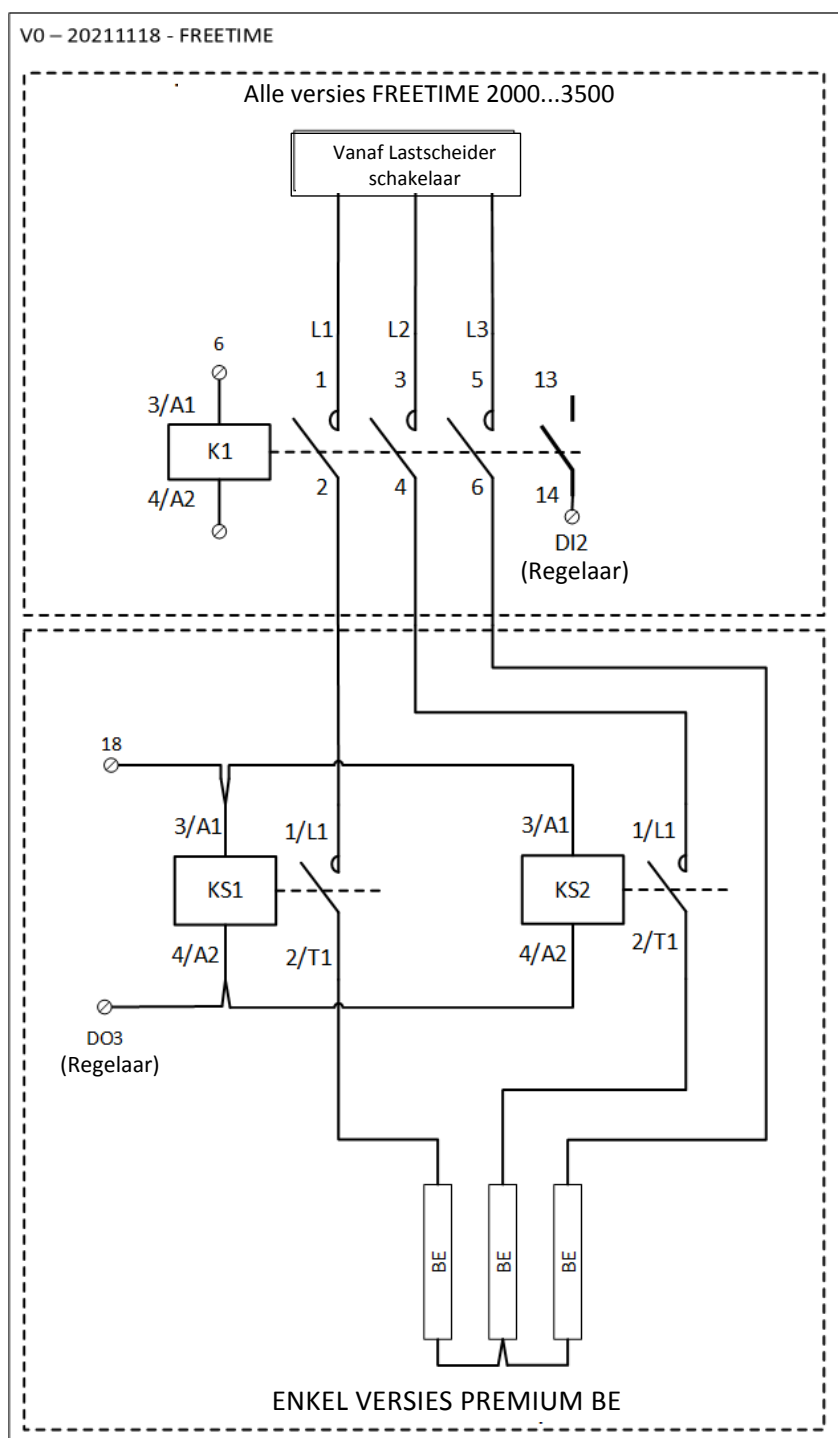 V0 – 20211118 - FREETIME
Alle versies FREETIME 2000...3500
Vanaf Lastscheider
schakelaar
L1
L2
L3
6
1
3
5
13
3/A1
K1
4/A2
2
4
6
14
DI2
(Regelaar)
18
3/A1
1/L1
3/A1
1/L1
KS1
KS2
4/A2
2/T1
4/A2
2/T1
DO3
(Regelaar)
BE
BE
BE
ENKEL VERSIES PREMIUM BE